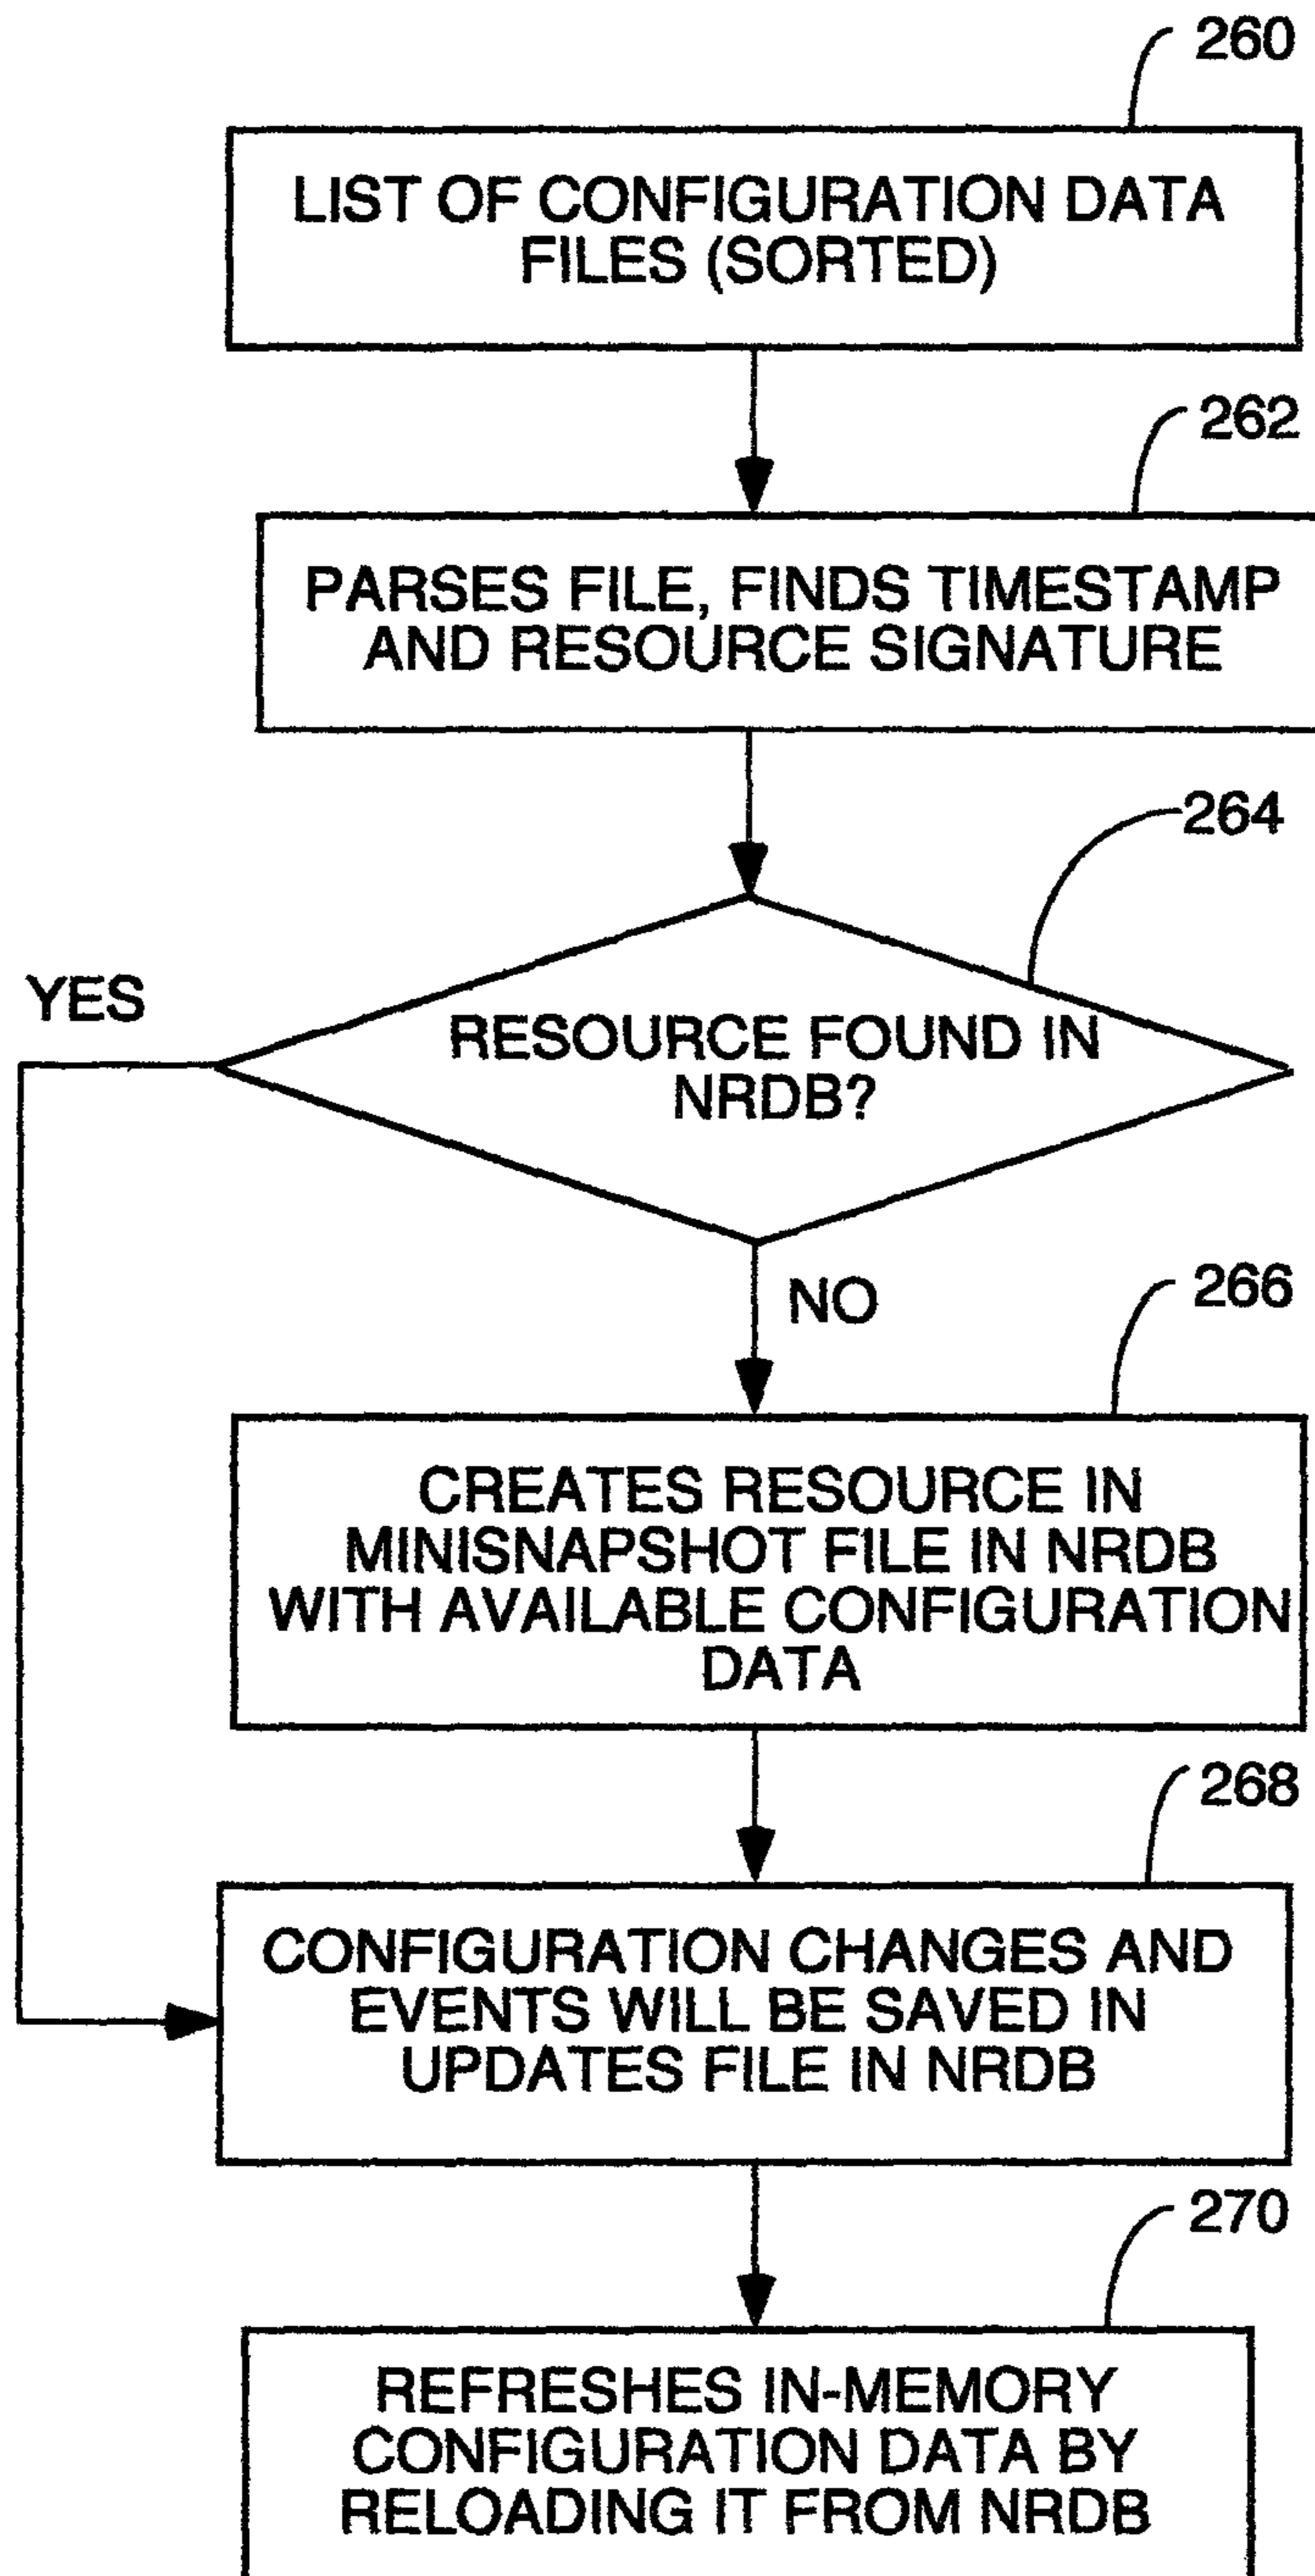 260
LIST OF CONFIGURATION DATA
FILES (SORTED)
262
PARSES FILE, FINDS TIMESTAMP
AND RESOURCE SIGNATURE
264
YES
RESOURCE FOUND IN
NRDB?
NO
266
CREATES RESOURCE IN
MINISNAPSHOT FILE IN NRDB
WITH AVAILABLE CONFIGURATION
DATA
268
CONFIGURATION CHANGES AND
EVENTS WILL BE SAVED IN
UPDATES FILE IN NRDB
270
REFRESHES IN-MEMORY
CONFIGURATION DATA BY
RELOADING IT FROM NRDB